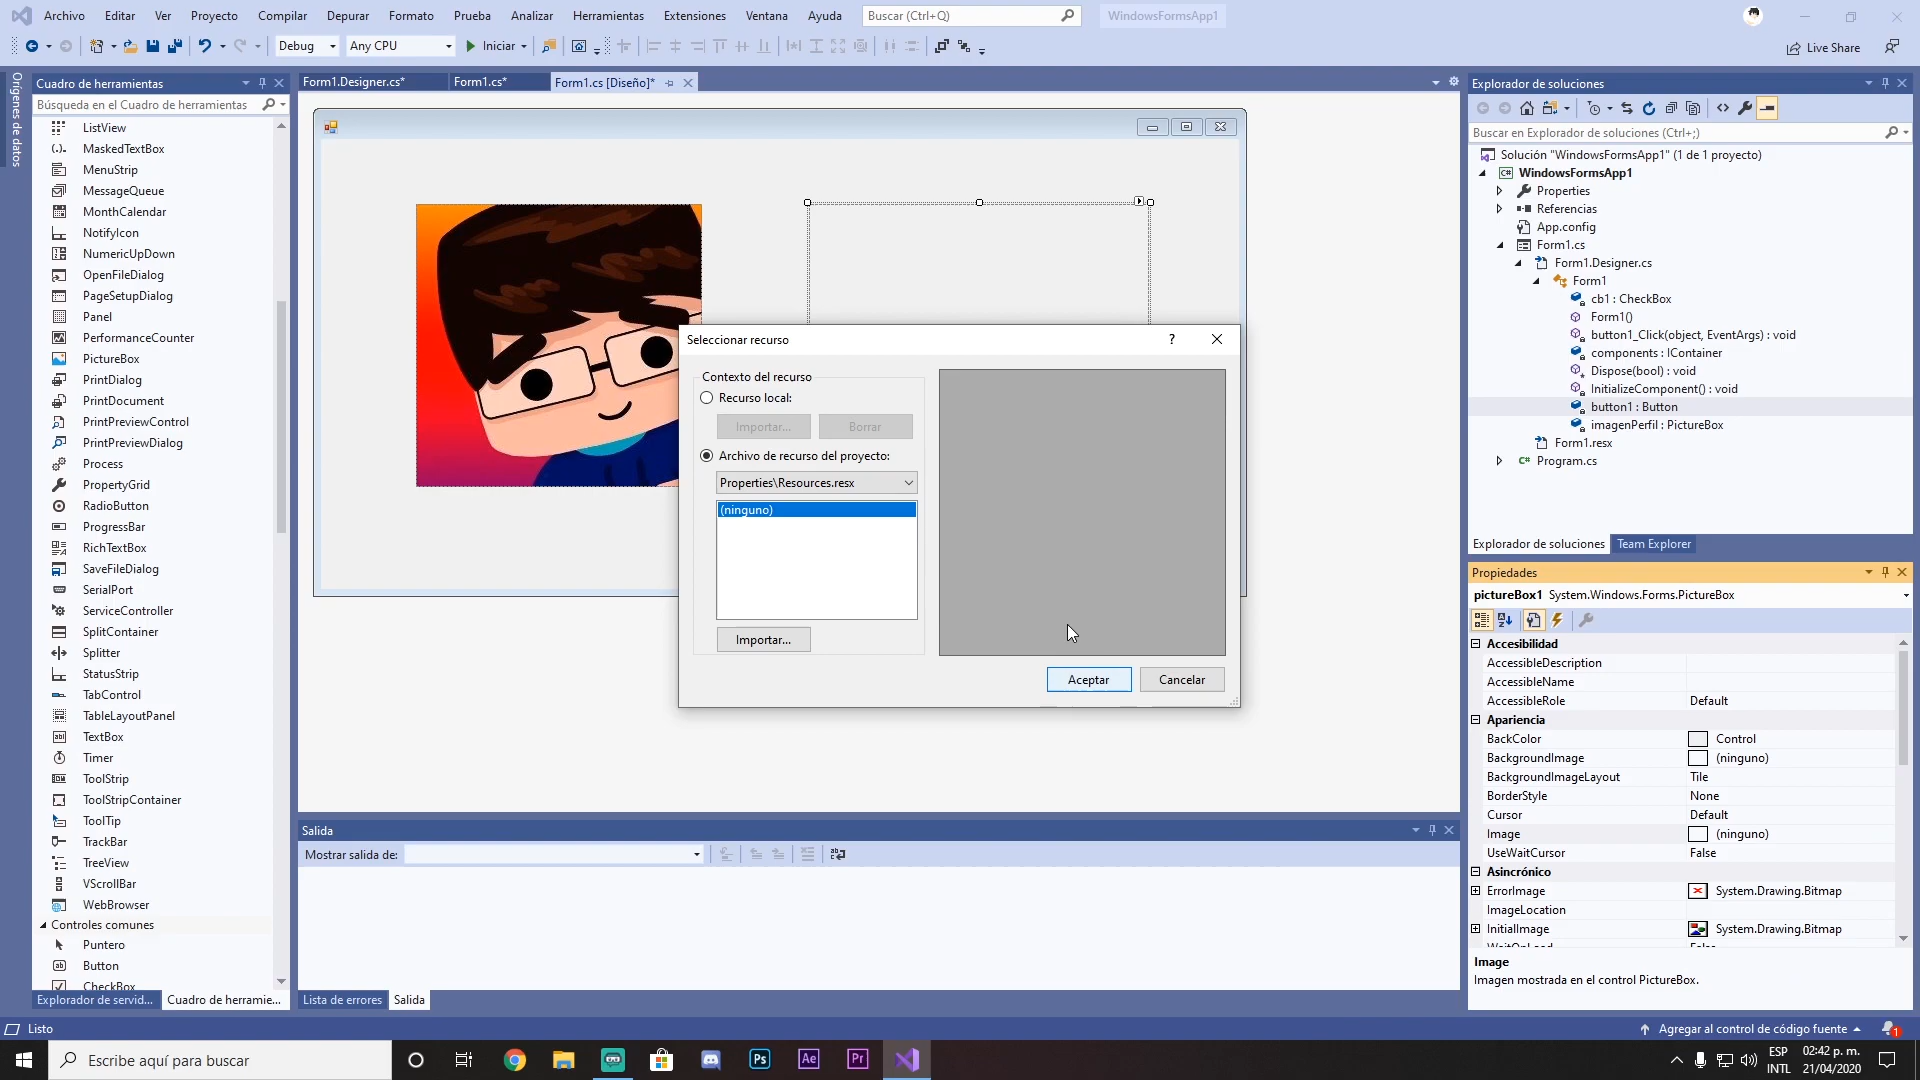 Archivo Editar Ver Proyecto Compilar Depurar Formato Prueba Analizar Herramientas Extensiones Ventana Ayuda Buscar (Ctrl+Q) WindowsFormsApp1
Debug Any CPU Iniciar Live Share
Orígenes de datos
Cuadro de herramientas
Búsqueda en el Cuadro de herramientas
ListView
MaskedTextBox
MenuStrip
MessageQueue
MonthCalendar
NotifyIcon
NumericUpDown
OpenFileDialog
PageSetupDialog
Panel
PerformanceCounter
PictureBox
PrintDialog
PrintDocument
PrintPreviewControl
PrintPreviewDialog
Process
PropertyGrid
RadioButton
ProgressBar
RichTextBox
SaveFileDialog
SerialPort
ServiceController
SplitContainer
Splitter
StatusStrip
TabControl
TableLayoutPanel
TextBox
Timer
ToolStrip
ToolStripContainer
ToolTip
TrackBar
TreeView
VScrollBar
WebBrowser
Controles comunes
Puntero
Button
CheckBox
Explorador de servid... Cuadro de herramie...
Form1.Designer.cs* Form1.cs* Form1.cs [Diseño]*
Seleccionar recurso ?
Contexto del recurso
Recurso local:
Importar... Borrar
Archivo de recurso del proyecto:
Properties\Resources.resx
(ninguno)
Importar...
Aceptar Cancelar
Salida
Mostrar salida de:
Lista de errores Salida
Explorador de soluciones
Buscar en Explorador de soluciones (Ctrl+;)
Solución "WindowsFormsApp1" (1 de 1 proyecto)
C# WindowsFormsApp1
Properties
Referencias
App.config
Form1.cs
Form1.Designer.cs
Form1
cb1 : CheckBox
Form1()
button1_Click(object, EventArgs) : void
components : IContainer
Dispose(bool) : void
InitializeComponent() : void
button1 : Button
imagenPerfil : PictureBox
Form1.resx
C# Program.cs
Explorador de soluciones Team Explorer
Propiedades
pictureBox1 System.Windows.Forms.PictureBox
Accesibilidad
AccessibleDescription
AccessibleName
AccessibleRole Default
Apariencia
BackColor Control
BackgroundImage (ninguno)
BackgroundImageLayout Tile
BorderStyle None
Cursor Default
Image (ninguno)
UseWaitCursor False
Asincrónico
ErrorImage System.Drawing.Bitmap
ImageLocation
InitialImage System.Drawing.Bitmap
WaitOnLoad False
Image
Imagen mostrada en el control PictureBox.
Listo Agregar al control de código fuente 1
Escribe aquí para buscar Ps Ae Pr ESP INTL 02:42 p. m. 21/04/2020